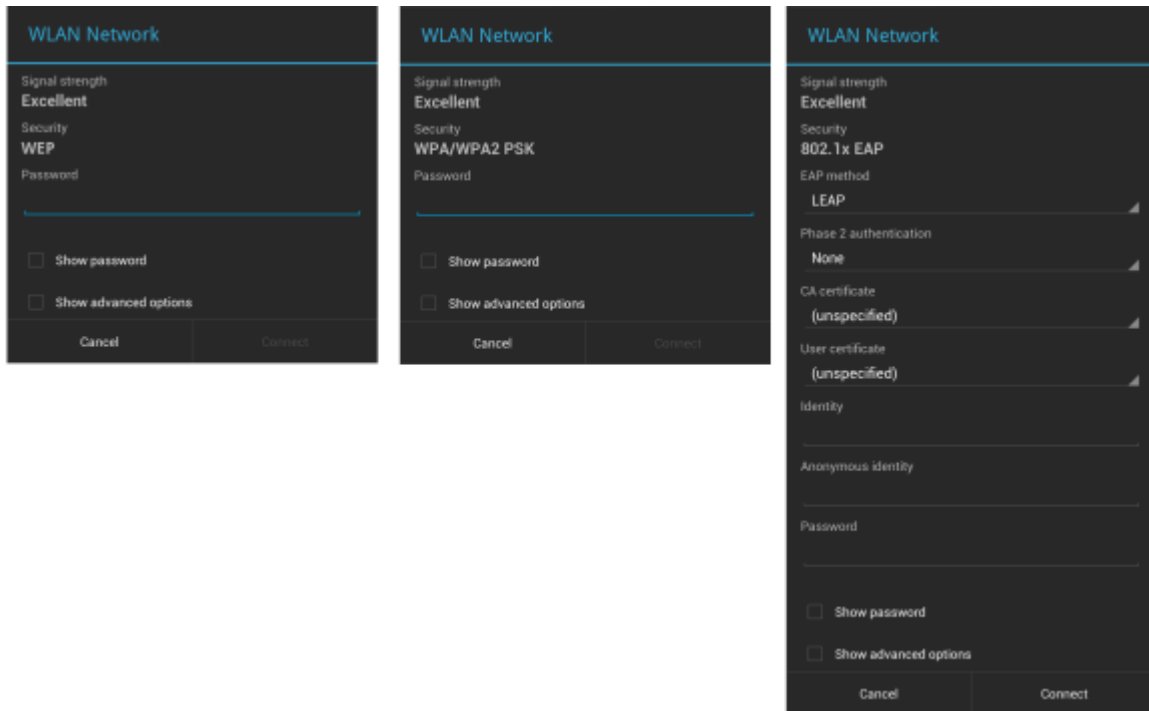 WLAN Network
Signal strength
Excellent
Security
WEP
Password
Show password
Show advanced options
Cancel
Connect
WLAN Network
Signal strength
Excellent
Security
WPA/WPA2 PSK
Password
Show password
Show advanced options
Cancel
Connect
WLAN Network
Signal strength
Excellent
Security
802.1x EAP
EAP method
LEAP
Phase 2 authentication
None
CA certificate
(unspecified)
User certificate
(unspecified)
Identity
Anonymous identity
Password
Show password
Show advanced options
Cancel
Connect